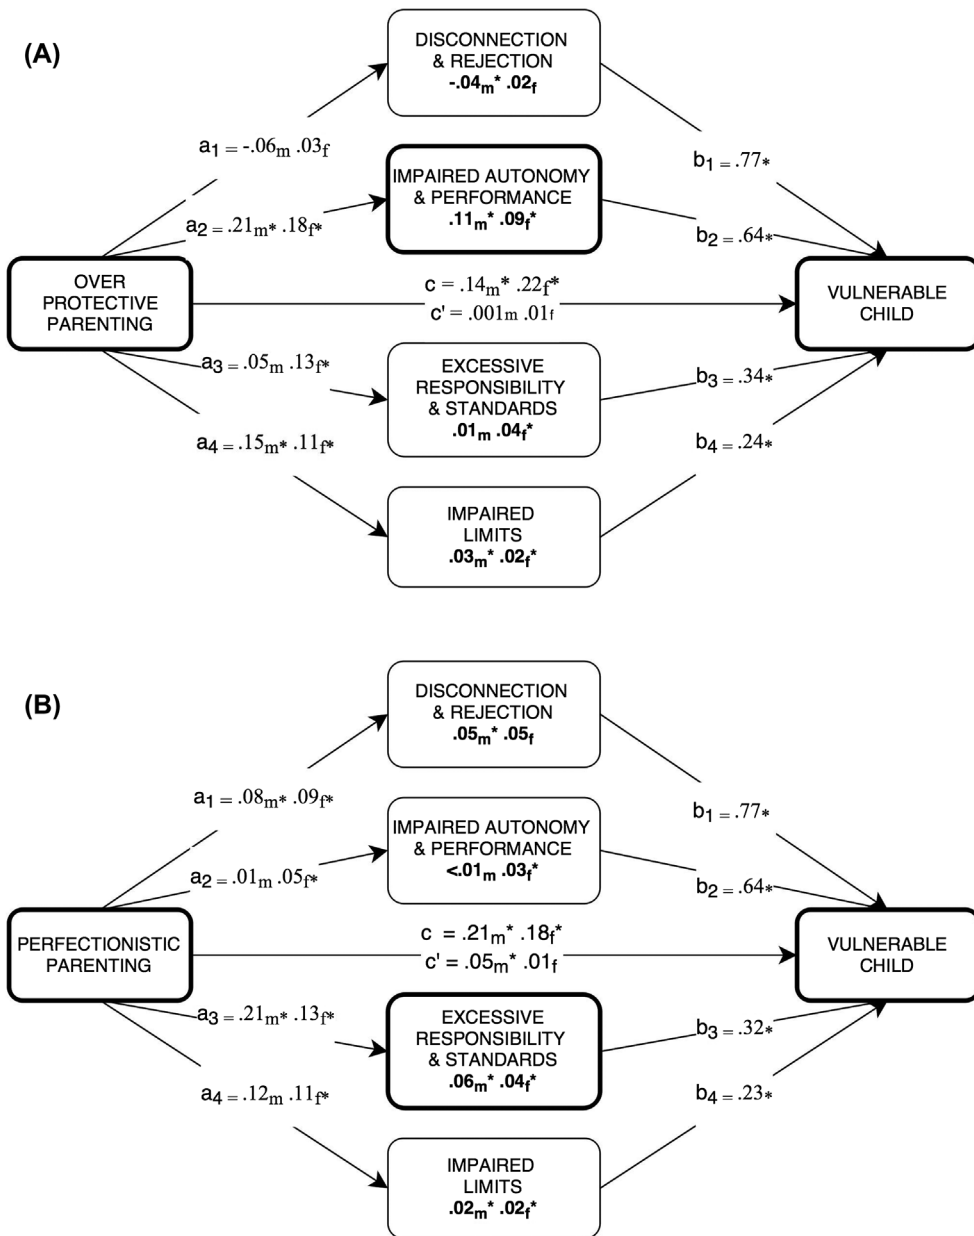 (A)
DISCONNECTION
& REJECTION
-.04m* .02f
a1 = -.06m .03f
b1 = .77*
IMPAIRED AUTONOMY
& PERFORMANCE
.11m* .09f*
a2 = .21m* .18f*
b2 = .64*
OVER
PROTECTIVE
PARENTING
c = .14m* .22f*
c' = .001m .01f
VULNERABLE
CHILD
a3 = .05m .13f*
EXCESSIVE
RESPONSIBILITY
& STANDARDS
.01m .04f*
b3 = .34*
a4 = .15m* .11f*
b4 = .24*
IMPAIRED
LIMITS
.03m* .02f*
(B)
DISCONNECTION
& REJECTION
.05m* .05f
a1 = .08m* .09f*
b1 = .77*
IMPAIRED AUTONOMY
& PERFORMANCE
<.01m .03f*
a2 = .01m .05f*
b2 = .64*
PERFECTIONISTIC
PARENTING
c = .21m* .18f*
c' = .05m* .01f
VULNERABLE
CHILD
a3 = .21m* .13f*
EXCESSIVE
RESPONSIBILITY
& STANDARDS
.06m* .04f*
b3 = .32*
a4 = .12m .11f*
b4 = .23*
IMPAIRED
LIMITS
.02m* .02f*